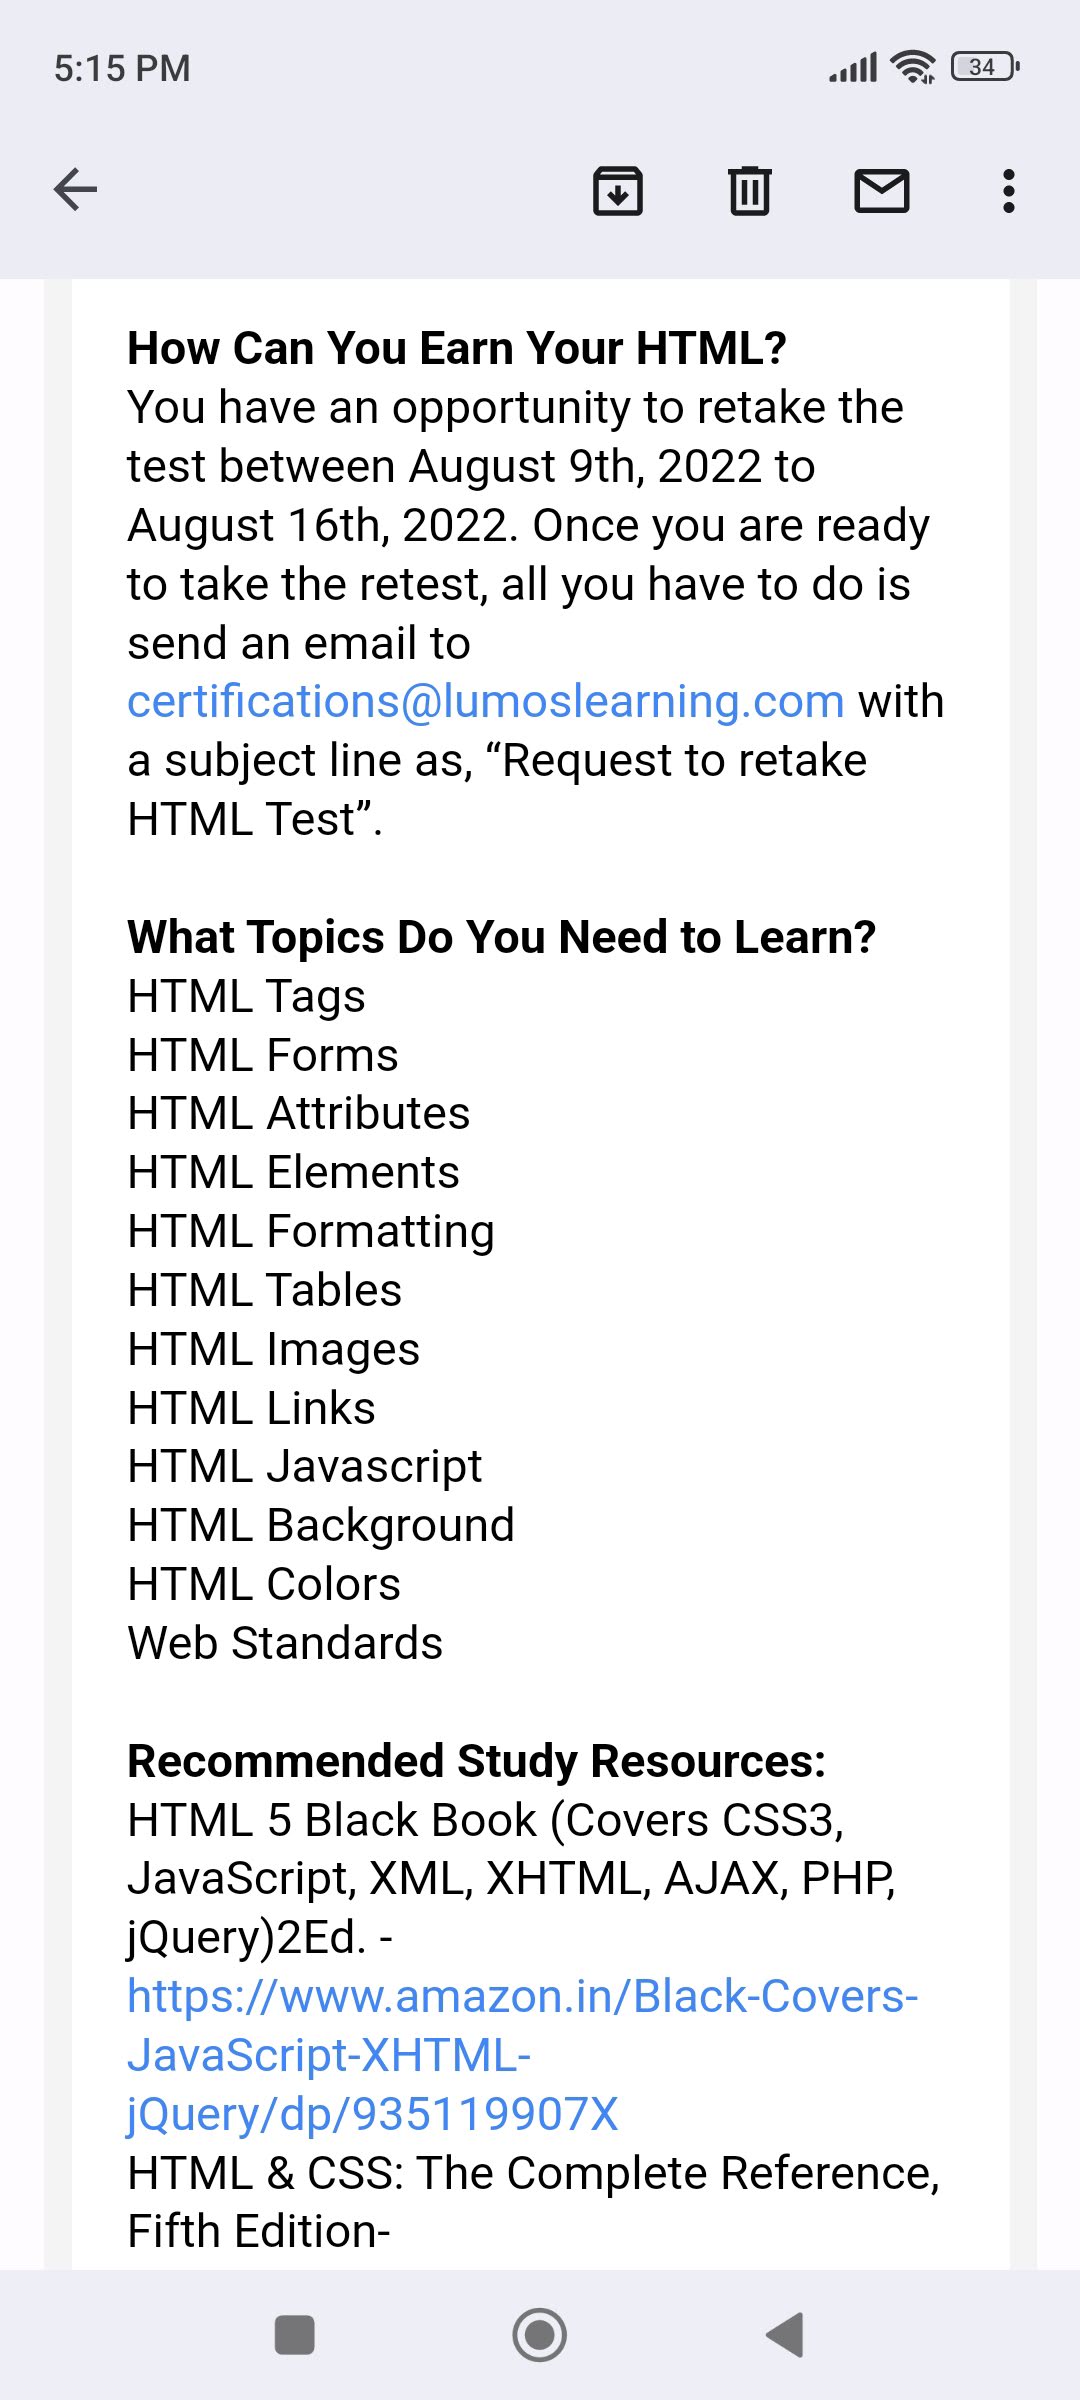 5:15 PM
34
How Can You Earn Your HTML?
You have an opportunity to retake the
test between August 9th, 2022 to
August 16th, 2022. Once you are ready
to take the retest, all you have to do is
send an email to
certifications@lumoslearning.com with
a subject line as, “Request to retake
HTML Test”.
What Topics Do You Need to Learn?
HTML Tags
HTML Forms
HTML Attributes
HTML Elements
HTML Formatting
HTML Tables
HTML Images
HTML Links
HTML Javascript
HTML Background
HTML Colors
Web Standards
Recommended Study Resources:
HTML 5 Black Book (Covers CSS3,
JavaScript, XML, XHTML, AJAX, PHP,
jQuery)2Ed. -
https://www.amazon.in/Black-Covers-
JavaScript-XHTML-
jQuery/dp/935119907X
HTML & CSS: The Complete Reference,
Fifth Edition-